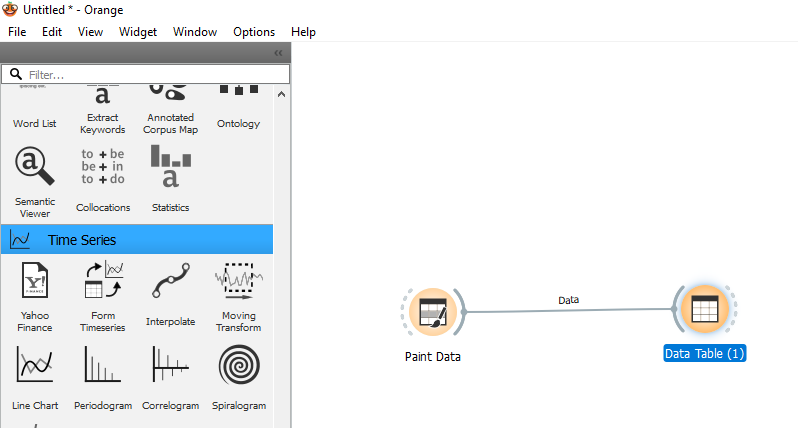 Untitled * - Orange
File Edit View Widget Window Options Help
Filter...
Word List
Extract
Keywords
Annotated
Corpus Map
Ontology
a
a
to + be
be + in
to + do
a
Semantic
Viewer
Collocations
Statistics
Time Series
Y!
FINANCE
Yahoo
Finance
Form
Timeseries
Interpolate
Moving
Transform
Line Chart
Periodogram
Correlogram
Spiralogram
Data
Paint Data
Data Table (1)